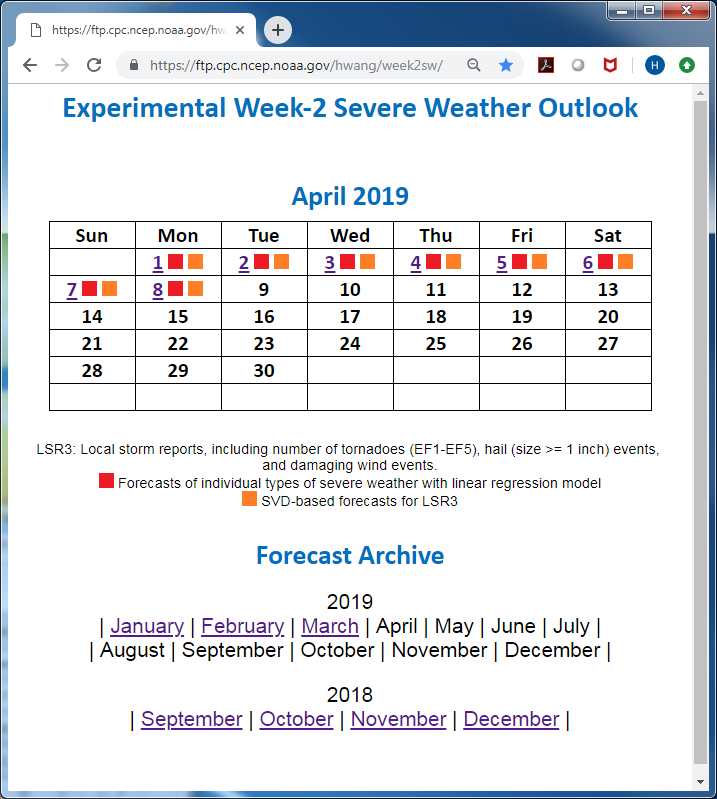 https://ftp.cpc.ncep.noaa.gov/hw
https://ftp.cpc.ncep.noaa.gov/hwang/week2sw/
H
Experimental Week-2 Severe Weather Outlook
April 2019
Sun Mon Tue Wed Thu Fri Sat
1 2 3 4 5 6
7 8 9 10 11 12 13
14 15 16 17 18 19 20
21 22 23 24 25 26 27
28 29 30
LSR3: Local storm reports, including number of tornadoes (EF1-EF5), hail (size >= 1 inch) events,
and damaging wind events.
Forecasts of individual types of severe weather with linear regression model
SVD-based forecasts for LSR3
Forecast Archive
2019
| January | February | March | April | May | June | July |
| August | September | October | November | December |
2018
| September | October | November | December |